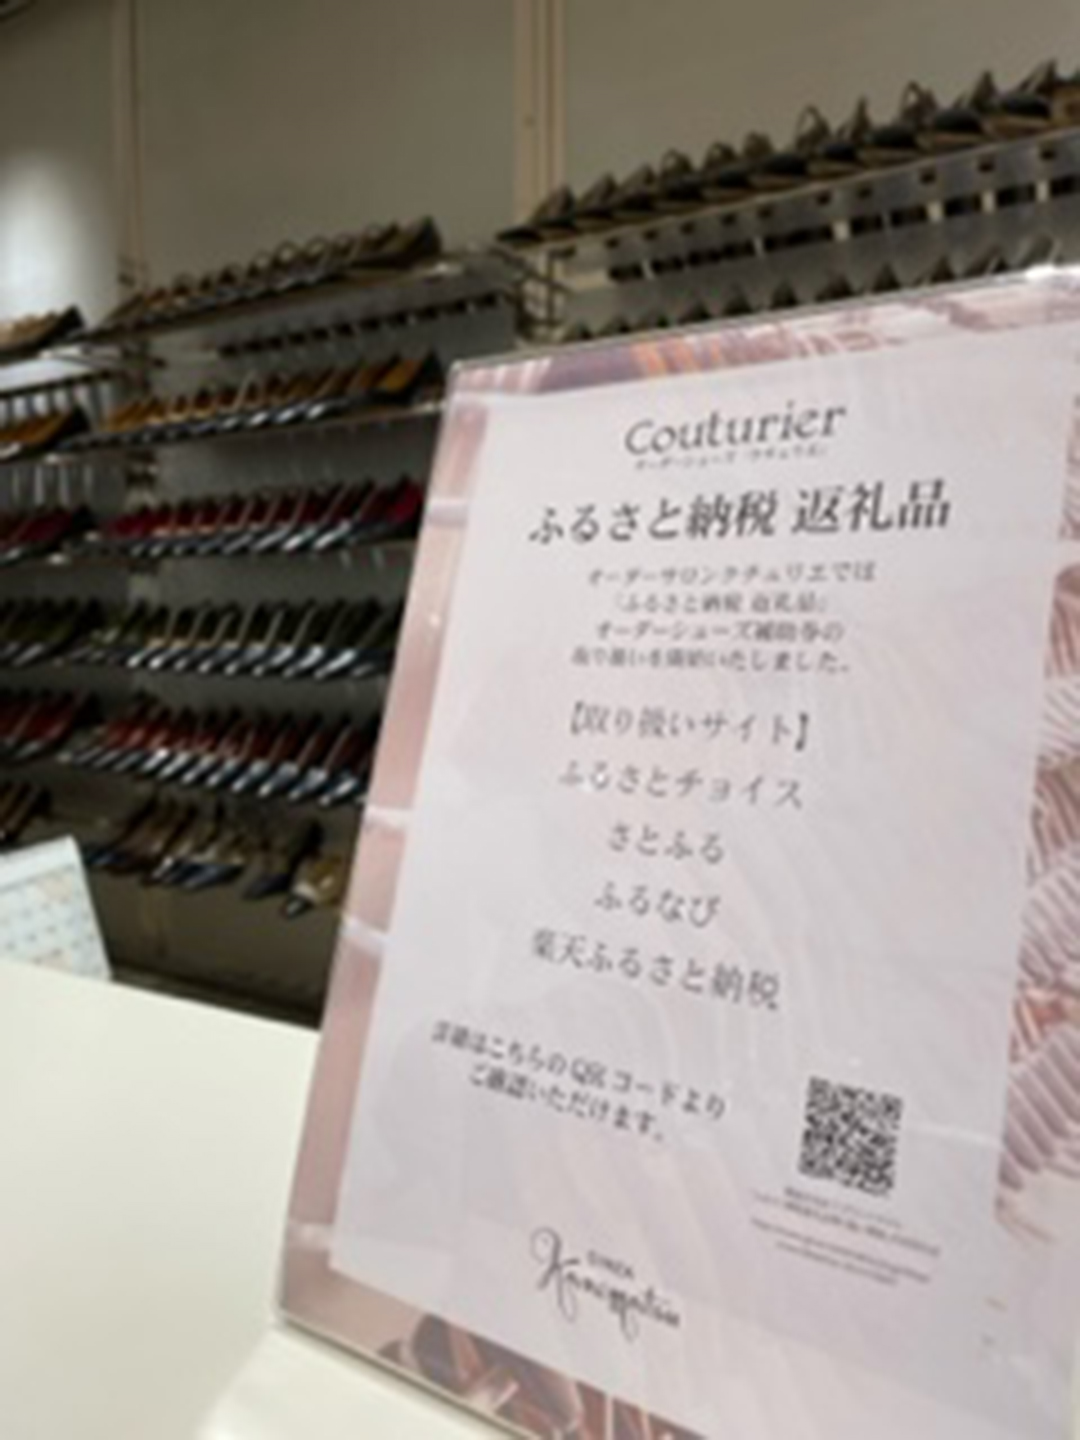 Couturier
オーダーシューズ「クチュリエ」
ふるさと納税 返礼品
オーダーサロンクチュリエでは
「ふるさと納税 返礼品」
オーダーシューズ補助券の
取り扱いを開始いたしました。
【取り扱いサイト】
ふるさとチョイス
さとふる
ふるなび
楽天ふるさと納税
詳細はこちらのQRコードより
ご確認いただけます。
GINZA
Kanematsu